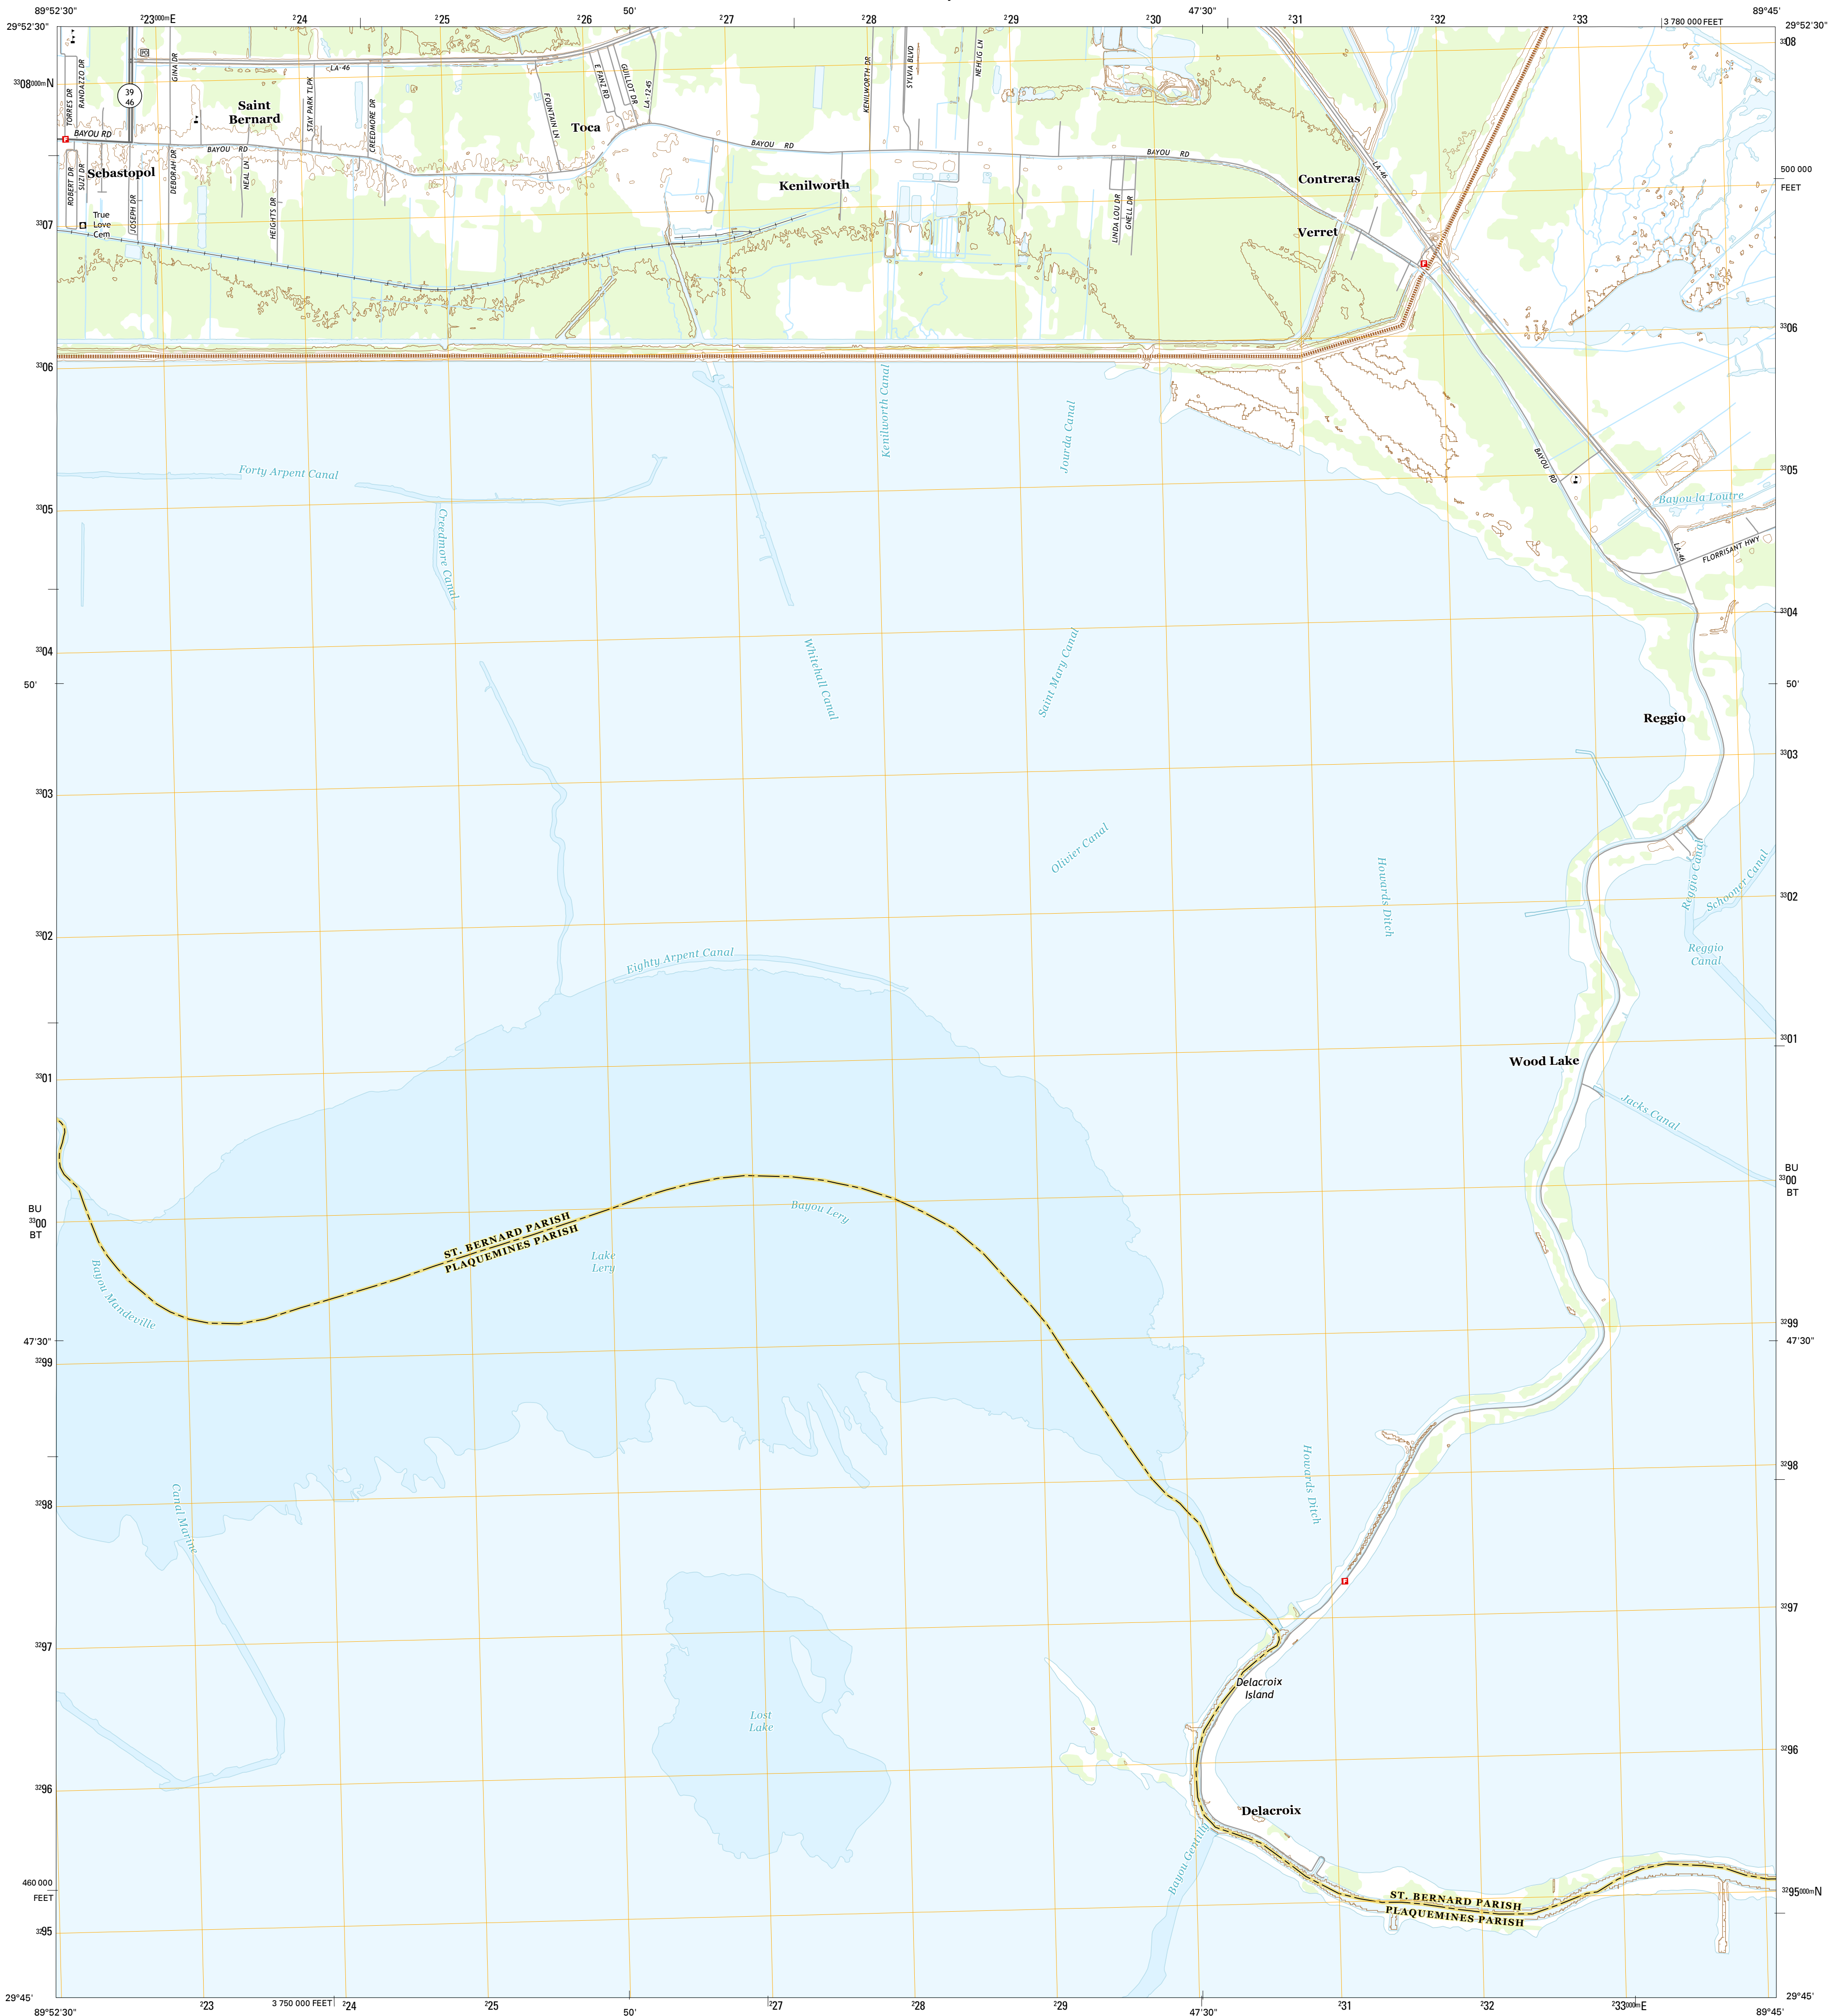 89°52'30"
²23⁰⁰⁰ᵐE
²24
²25
²26
50'
²27
²28
²29
²30
47'30"
²31
²32
²33
3 780 000 FEET
89°45'
29°52'30"
29°52'30"
³³08⁰⁰⁰ᵐN
³³08
TORRES DR
RANDAZZO DR
PO
GINA DR
39
46
LA-46
Saint
Bernard
STAY PARK TLPK
CREEDMORE DR
FOUNTAIN LN
E FANZ RD
GUILLOT DR
LA-1245
Toca
KENILWORTH DR
SYLVIA BLVD
NEHLIG LN
F
BAYOU RD
BAYOU RD
BAYOU RD
BAYOU RD
LA-46
Sebastopol
ROBERT DR
SUZI DR
JOSEPH DR
DEBORAH DR
NEAL LN
HEIGHTS DR
Kenilworth
LINDA LOU DR
GNELL DR
Contreras
Verret
F
500 000
FEET
True
Love
Cem
³³07
³³06
³³06
Kenilworth Canal
Jourda Canal
Forty Arpent Canal
Creedmore Canal
BAYOU RD
³³05
³³05
Bayou la Loutre
LA-46
FLORRISANT HWY
³³04
³³04
50'
50'
Whitehall Canal
Saint Mary Canal
Reggio
³³03
³³03
Olivier Canal
Howards Ditch
Reggio Canal
Schooner Canal
³³02
³³02
Reggio
Canal
Eighty Arpent Canal
³³01
³³01
Wood Lake
Jacks Canal
BU
³³00
BT
BU
³³00
BT
ST. BERNARD PARISH
PLAQUEMINES PARISH
Bayou Lery
Lake
Lery
Bayou Mandeville
47'30"
³²99
³²99
47'30"
Howards Ditch
Canal Marine
³²98
³²98
F
³²97
³²97
Delacroix
Island
Lost
Lake
³²96
³²96
Delacroix
Bayou Gentilly
460 000
FEET
ST. BERNARD PARISH
PLAQUEMINES PARISH
³²95⁰⁰⁰ᵐN
³²95
29°45'
29°45'
89°52'30"
²23
3 750 000 FEET
²24
²25
50'
²27
²28
²29
47'30"
²31
²32
²33⁰⁰⁰ᵐE
89°45'